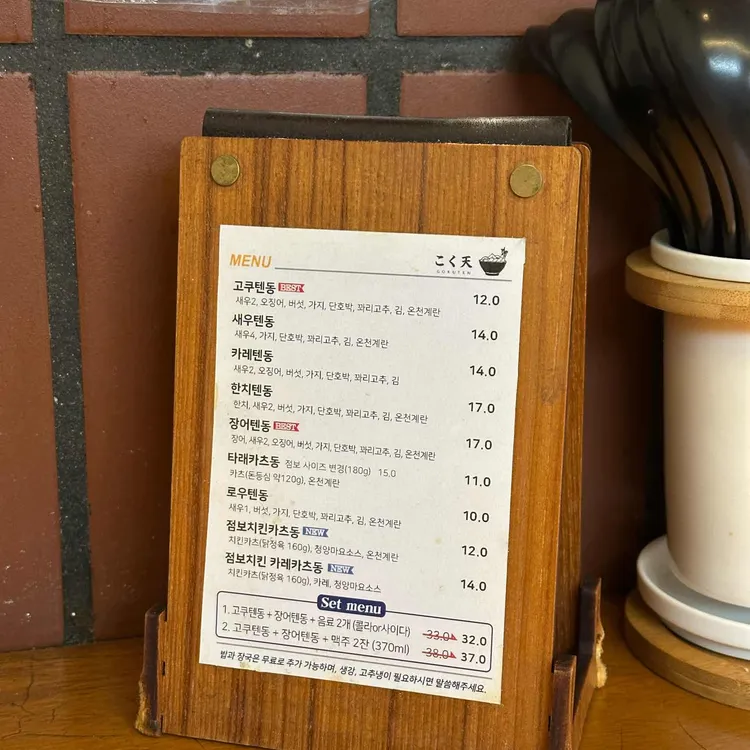 MENU
こく天
GOKUTEN
고쿠텐동 BEST 12.0
새우2, 오징어, 버섯, 가지, 단호박, 꽈리고추, 김, 온천계란
새우텐동 14.0
새우4, 가지, 단호박, 꽈리고추, 김, 온천계란
카레텐동 14.0
새우2, 버섯, 가지, 단호박, 꽈리고추, 김
한치텐동 17.0
한치, 새우2, 버섯, 가지, 단호박, 꽈리고추, 김, 온천계란
장어텐동 BEST 17.0
장어, 새우2, 오징어, 버섯, 가지, 단호박, 꽈리고추, 김, 온천계란
타래카츠동 점보 사이즈 변경(180g) 15.0 11.0
카츠(돈등심 약120g), 온천계란
로우텐동 10.0
새우1, 버섯, 가지, 단호박, 꽈리고추, 김, 온천계란
점보치킨카츠동 NEW 12.0
치킨카츠(닭정육 160g), 청양마요소스, 온천계란
점보치킨 카레카츠동 NEW 14.0
치킨카츠(닭정육 160g), 카레, 청양마요소스
Set menu
1. 고쿠텐동 + 장어텐동 + 음료 2개 (콜라or사이다) 33.0 32.0
2. 고쿠텐동 + 장어텐동 + 맥주 2잔 (370ml) 38.0 37.0
밥과 장국은 무료로 추가 가능하며, 생강, 고추냉이 필요하시면 말씀해주세요.